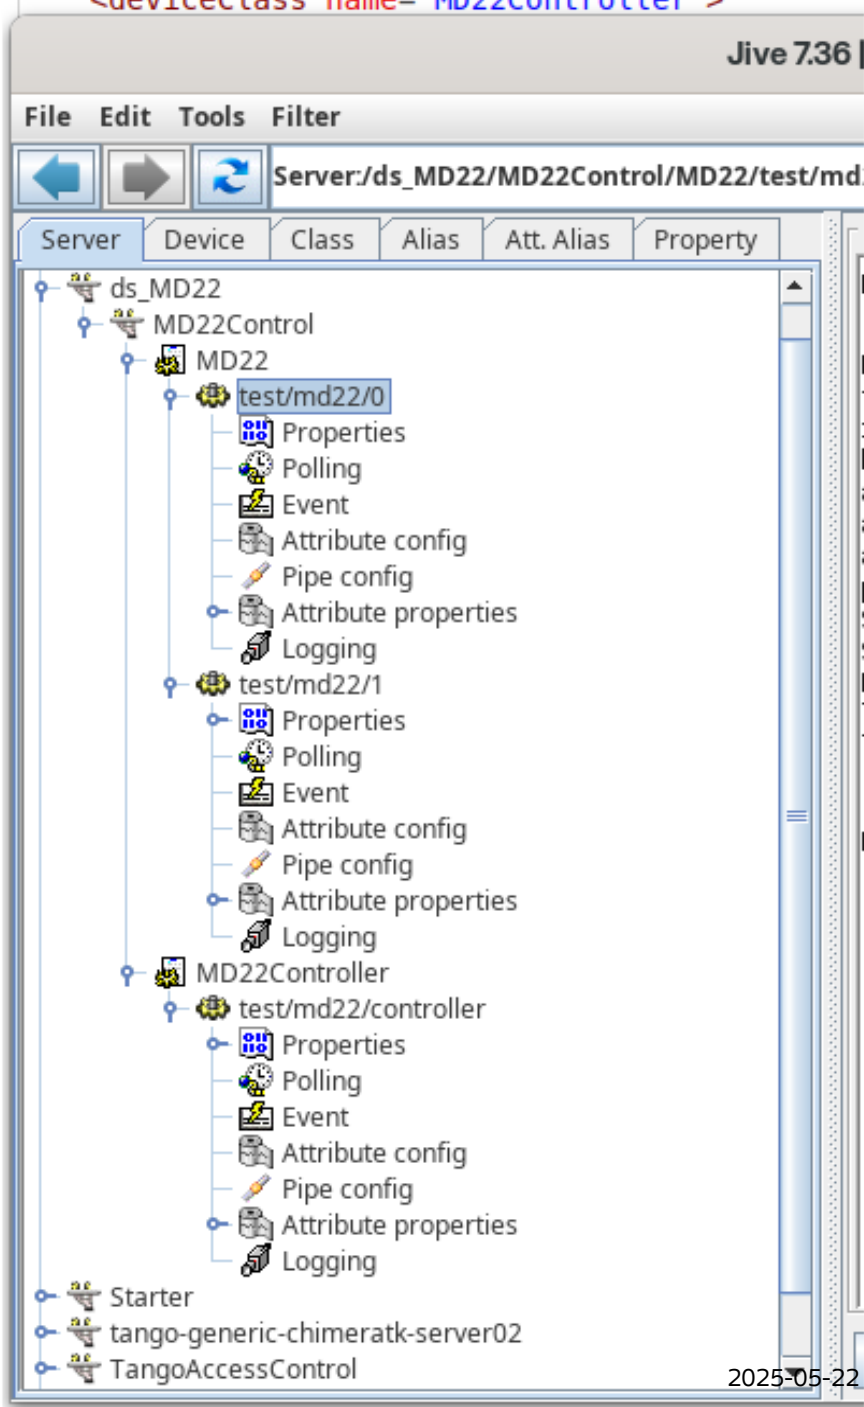 <deviceClass name="MD22Controller">
Jive 7.36 [
File Edit Tools Filter
Server:/ds_MD22/MD22Control/MD22/test/md
Server Device Class Alias Att. Alias Property
ds_MD22
MD22Control
MD22
test/md22/0
Properties
Polling
Event
Attribute config
Pipe config
Attribute properties
Logging
test/md22/1
Properties
Polling
Event
Attribute config
Pipe config
Attribute properties
Logging
MD22Controller
test/md22/controller
Properties
Polling
Event
Attribute config
Pipe config
Attribute properties
Logging
Starter
tango-generic-chimeratk-server02
TangoAccessControl
2025-05-22